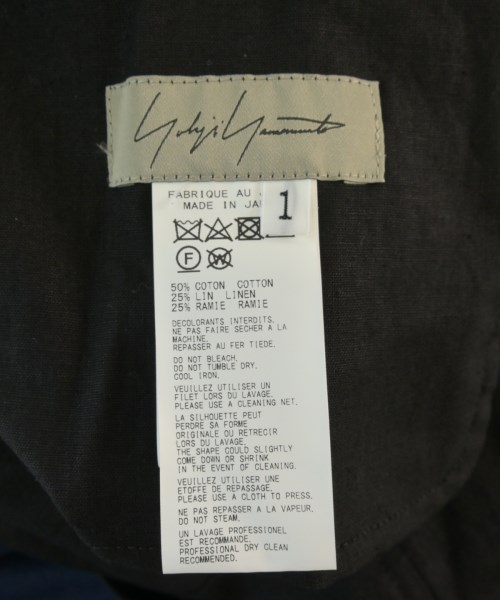 Yohji Yamamoto
FABRIQUE AU
MADE IN JA
1
F W
50% COTON COTTON
25% LIN LINEN
25% RAMIE RAMIE
DECOLORANTS INTERDITS.
NE PAS FAIRE SECHER A LA
MACHINE.
REPASSER AU FER TIEDE.
DO NOT BLEACH.
DO NOT TUMBLE DRY.
COOL IRON.
VEUILLEZ UTILISER UN
FILET LORS DU LAVAGE.
PLEASE USE A CLEANING NET.
LA SILHOUETTE PEUT
PERDRE SA FORME
ORIGINALE OU RETRECIR
LORS DU LAVAGE.
THE SHAPE COULD SLIGHTLY
COME DOWN OR SHRINK
IN THE EVENT OF CLEANING.
VEUILLEZ UTILISER UNE
ETOFFE DE REPASSAGE.
PLEASE USE A CLOTH TO PRESS.
NE PAS REPASSER A LA VAPEUR.
DO NOT STEAM.
UN LAVAGE PROFESSIONEL
EST RECOMMANDE.
PROFESSIONAL DRY CLEAN
RECOMMENDED.